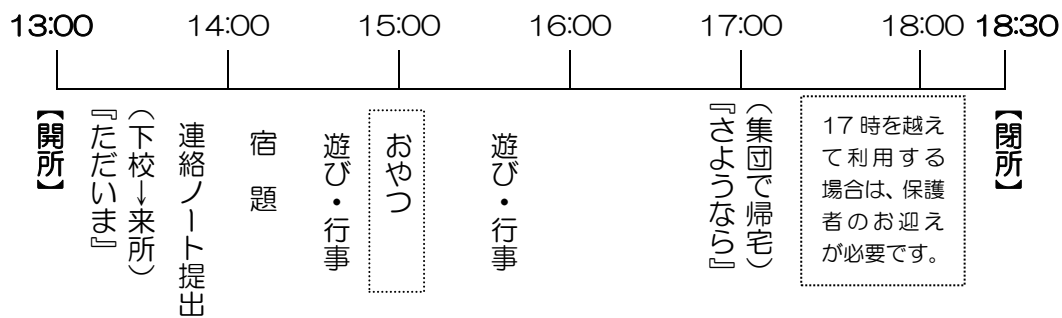 13:00
14:00
15:00
16:00
17:00
18:00
18:30
【開所】
『ただいま』
（下校→来所）
連絡ノート提出
宿 題
遊び・行事
おやつ
遊び・行事
『さようなら』
（集団で帰宅）
17 時を越え
て利用する
場合は、保護
者のお迎え
が必要です。
【閉所】